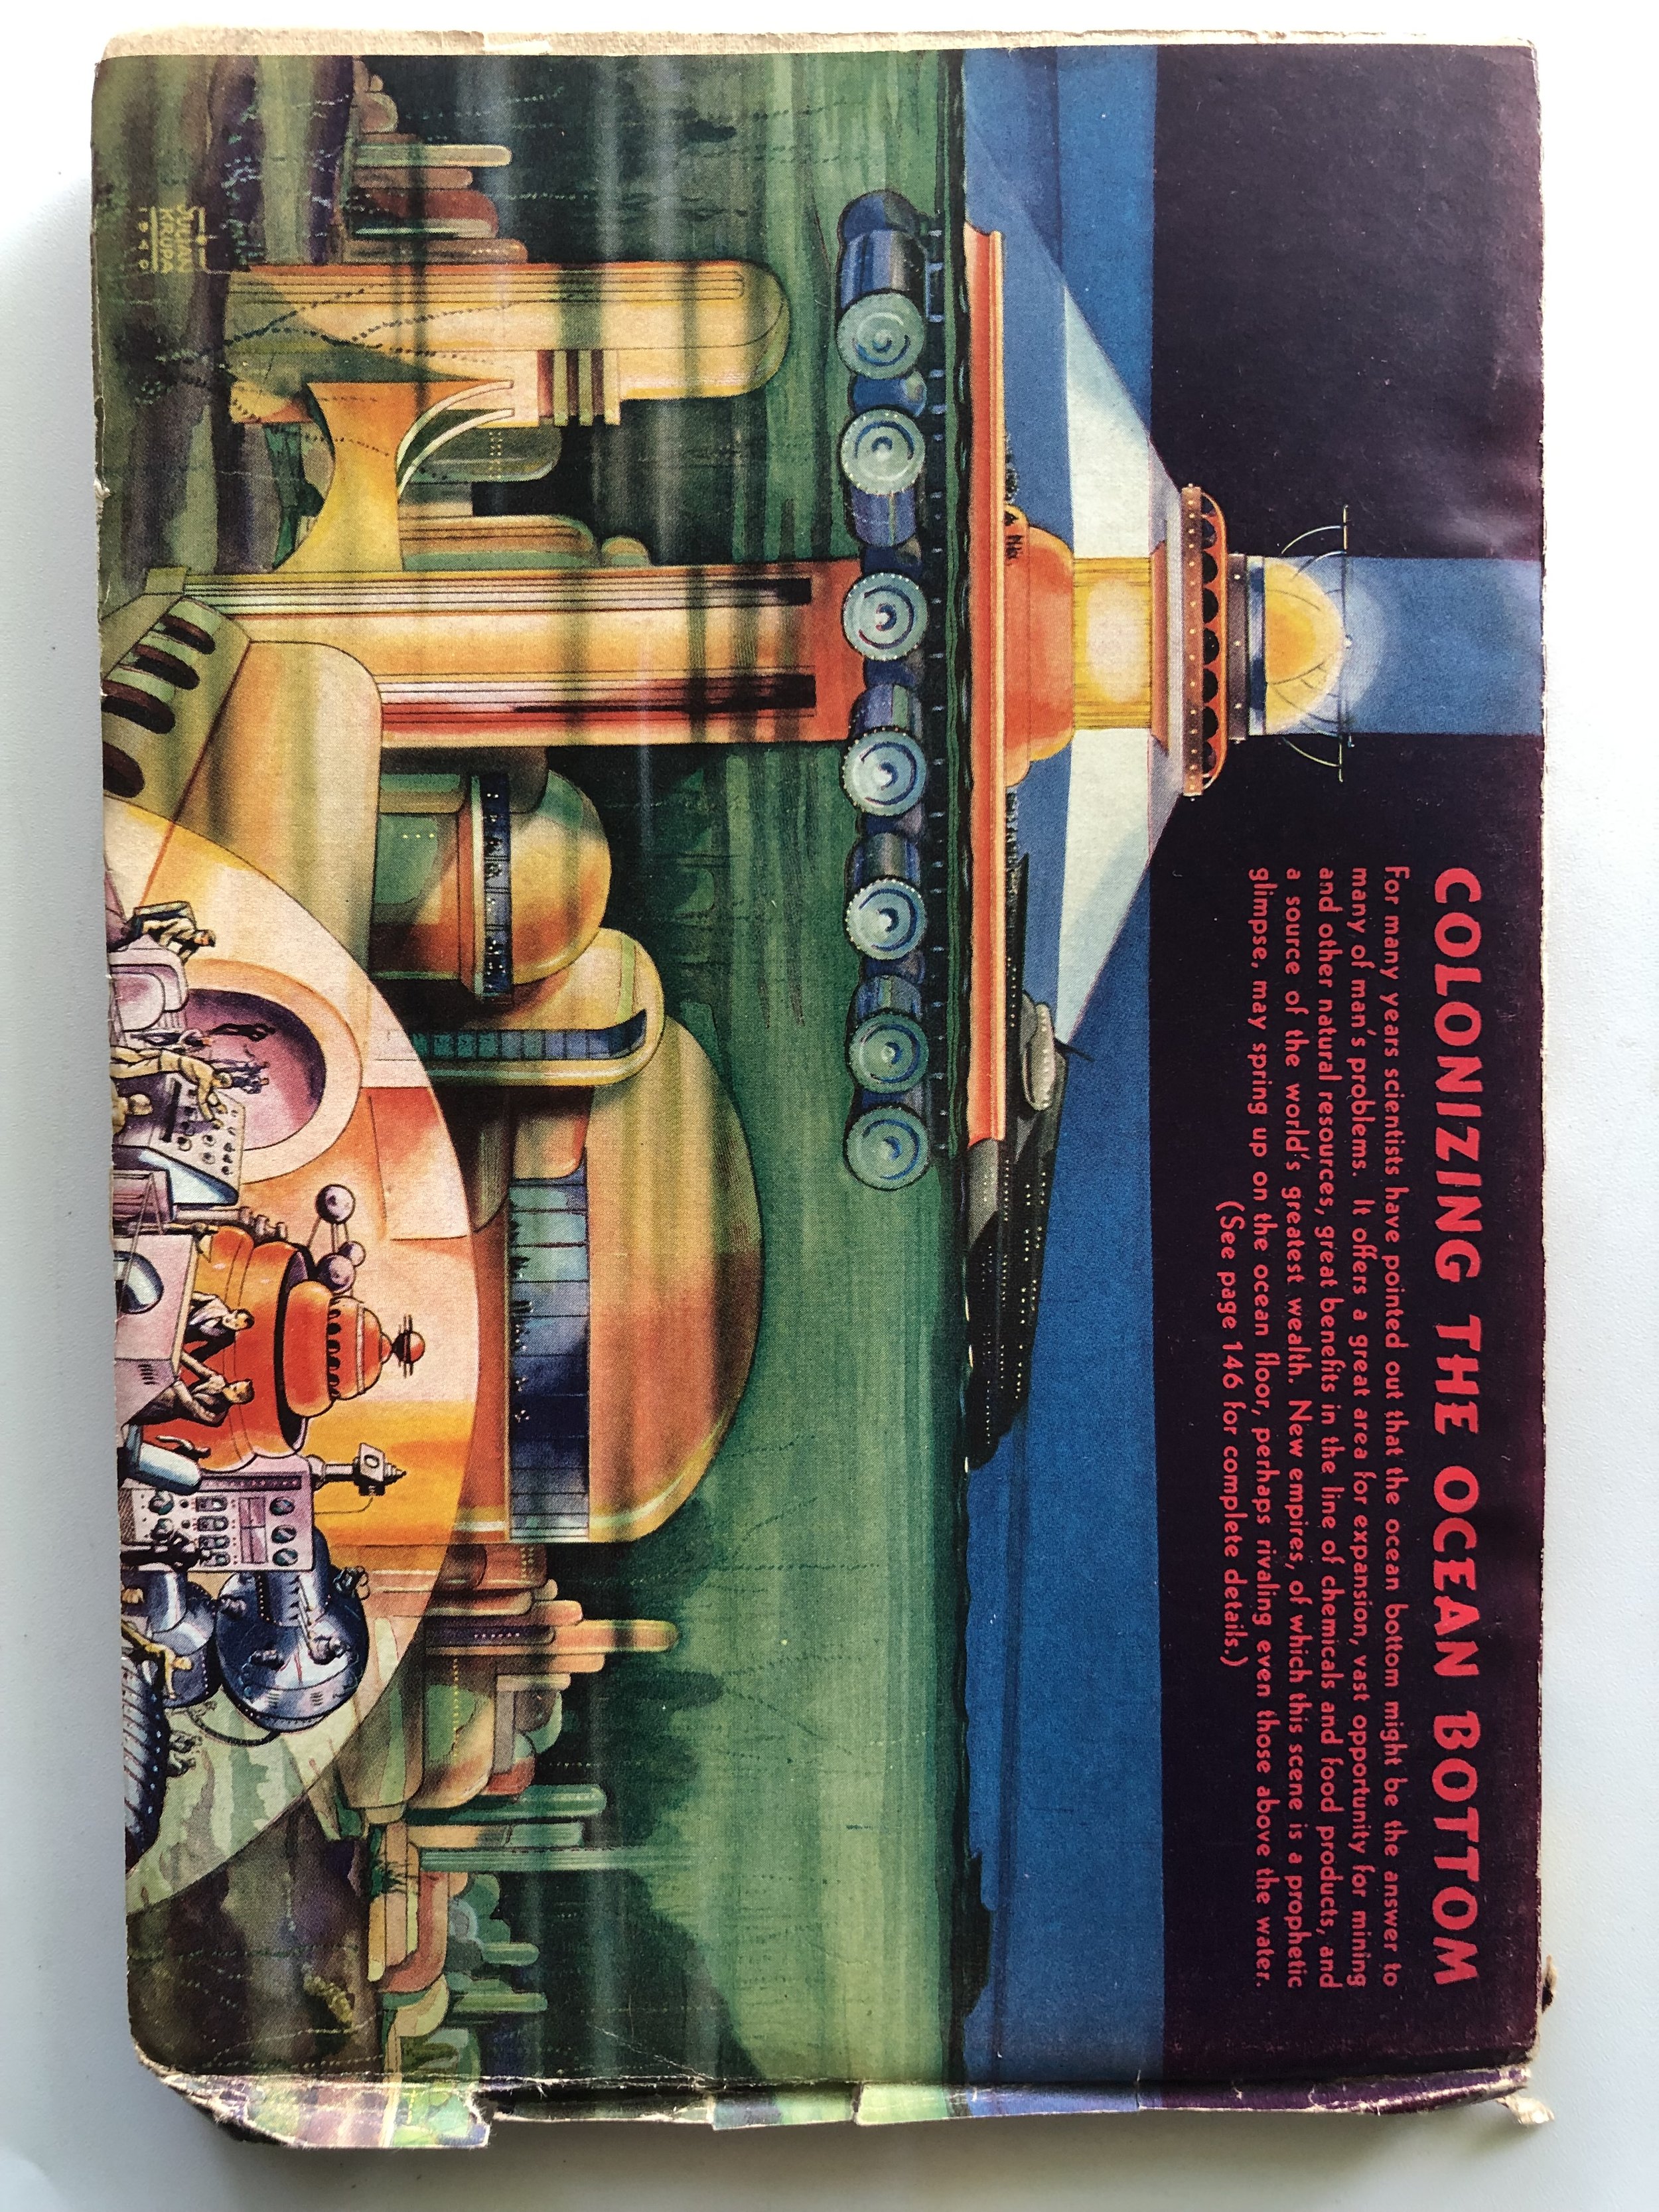 COLONIZING THE OCEAN BOTTOM
For many years scientists have pointed out that the ocean bottom might be the answer to
many of man's problems. It offers a great area for expansion, vast opportunity for mining
and other natural resources, great benefits in the line of chemicals and food products, and
a source of the world's greatest wealth. New empires, of which this scene is a prophetic
glimpse, may spring up on the ocean floor, perhaps rivaling even those above the water.
(See page 146 for complete details.)
JULIAN
KRUPA
1940